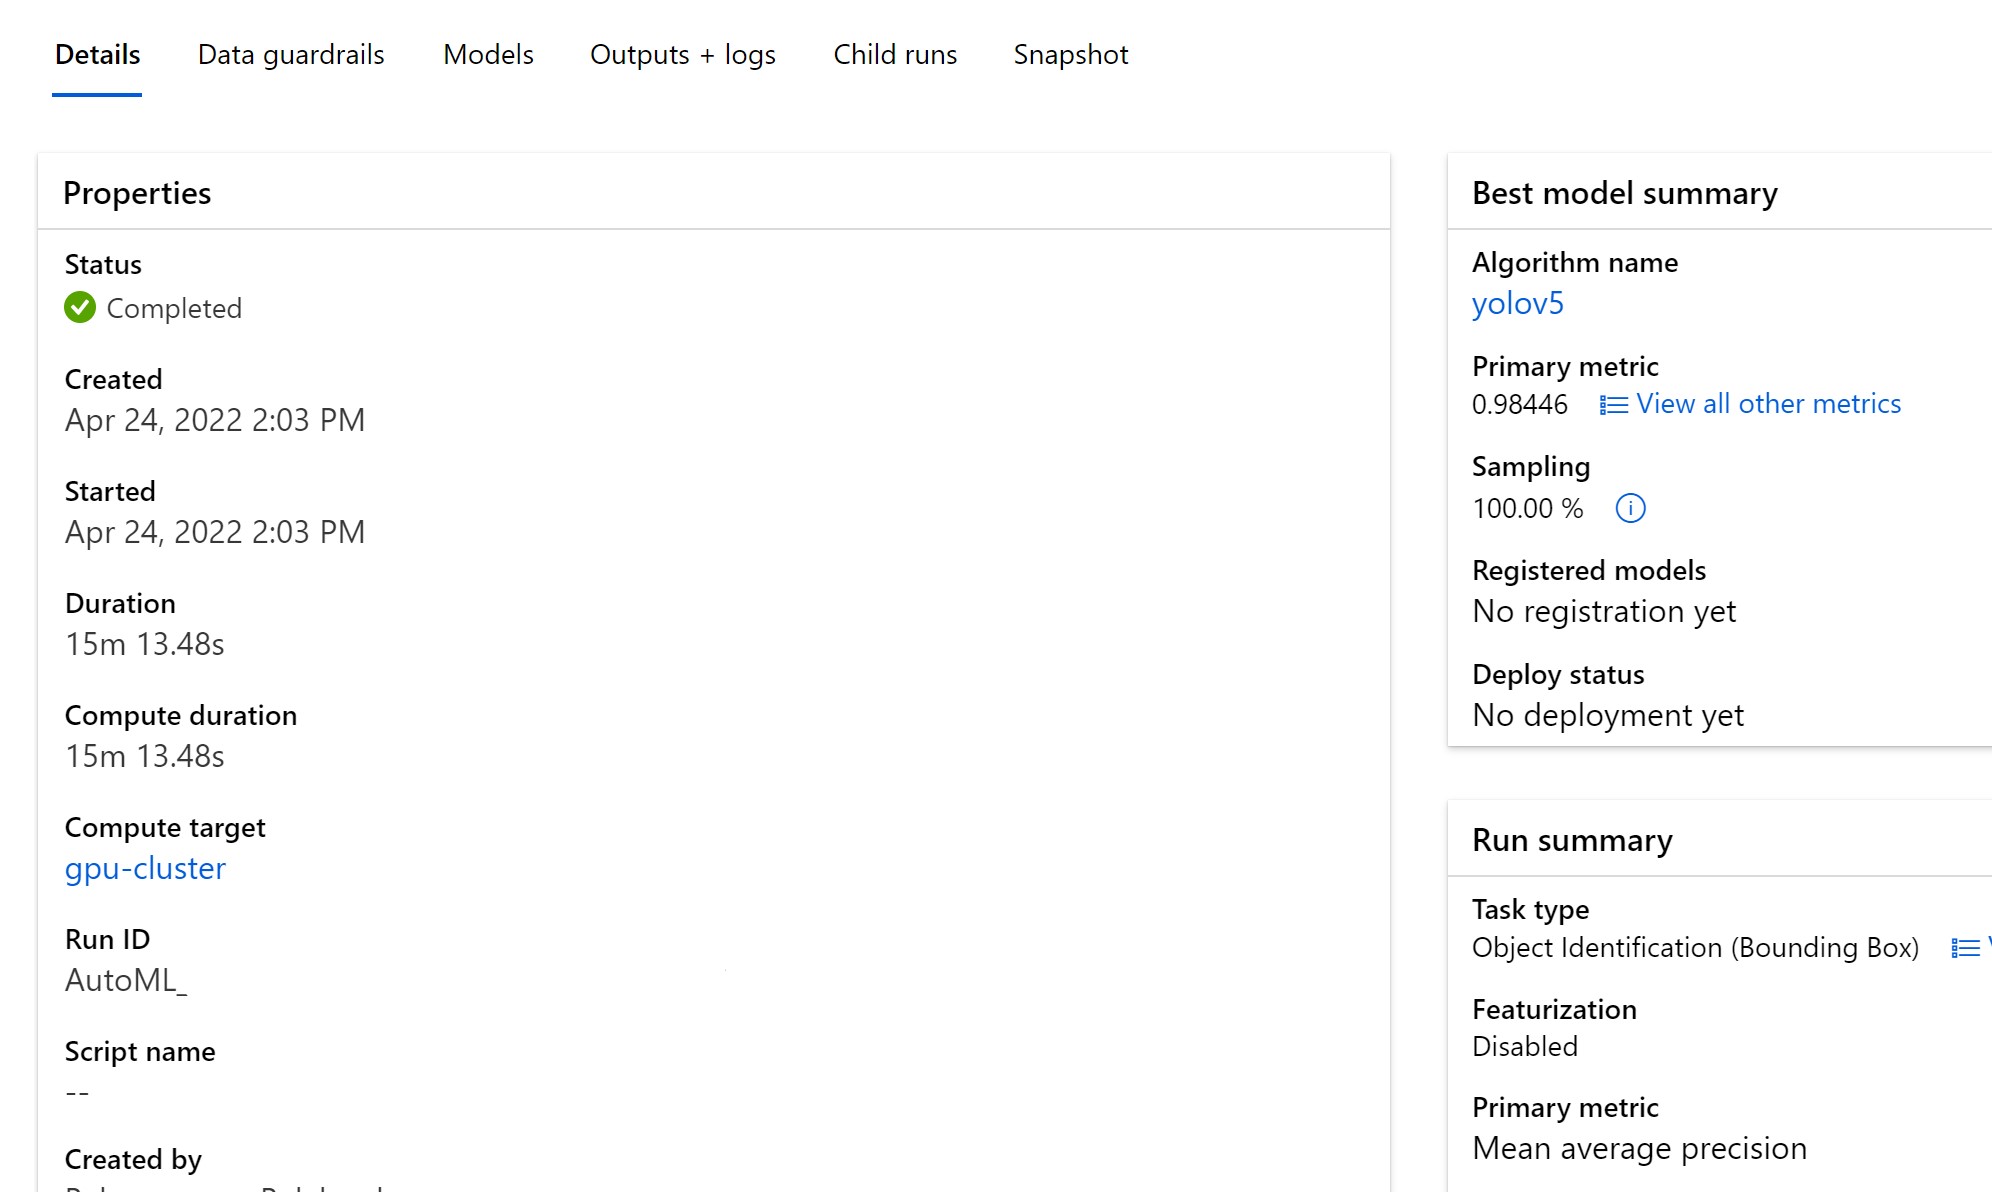 Details Data guardrails Models Outputs + logs Child runs Snapshot
Properties
Status
Completed
Created
Apr 24, 2022 2:03 PM
Started
Apr 24, 2022 2:03 PM
Duration
15m 13.48s
Compute duration
15m 13.48s
Compute target
gpu-cluster
Run ID
AutoML_
Script name
--
Created by
Best model summary
Algorithm name
yolov5
Primary metric
0.98446 View all other metrics
Sampling
100.00 %
Registered models
No registration yet
Deploy status
No deployment yet
Run summary
Task type
Object Identification (Bounding Box)
Featurization
Disabled
Primary metric
Mean average precision